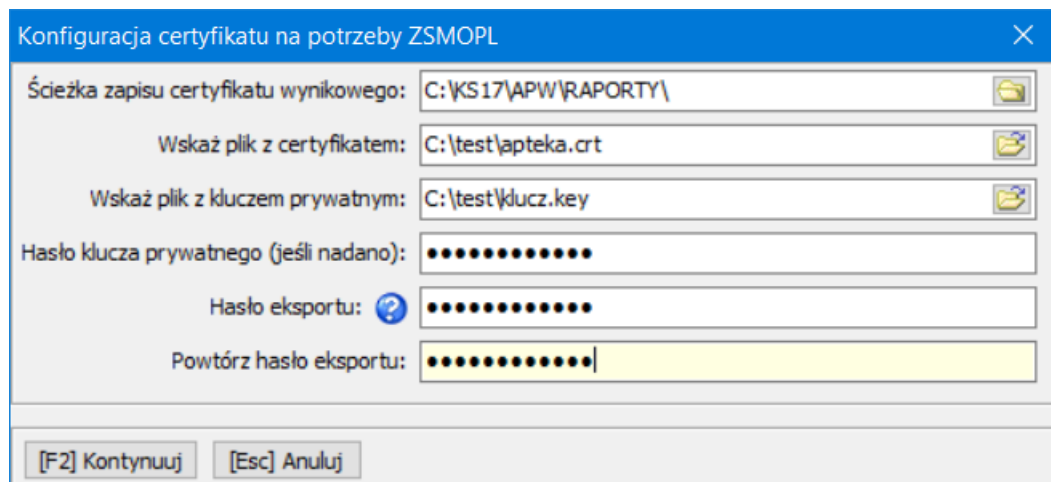 Konfiguracja certyfikatu na potrzeby ZSMOPL
Ścieżka zapisu certyfikatu wynikowego: C:\KS17\APW\RAPORTY\
Wskaż plik z certyfikatem: C:\test\apteka.crt
Wskaż plik z kluczem prywatnym: C:\test\klucz.key
Hasło klucza prywatnego (jeśli nadano): ●●●●●●●●●●●●
Hasło eksportu: ? ●●●●●●●●●●●●
Powtórz hasło eksportu: ●●●●●●●●●●●●
[F2] Kontynuuj [Esc] Anuluj